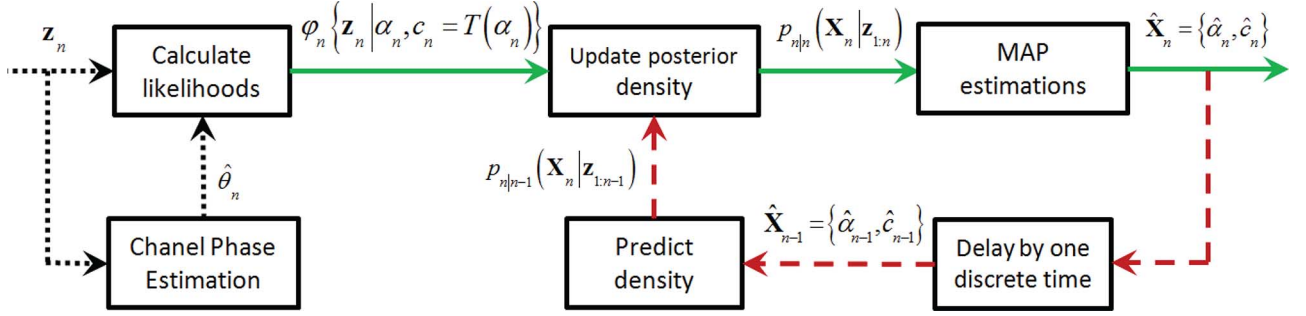 z_n
Calculate
likelihoods
φ_n {z_n | α_n, c_n = T(α_n)}
Update posterior
density
p_{n|n} (X_n | z_{1:n})
MAP
estimations
X̂_n = {α̂_n, ĉ_n}
θ̂_n
p_{n|n−1} (X_n | z_{1:n−1})
Chanel Phase
Estimation
Predict
density
X̂_{n−1} = {α̂_{n−1}, ĉ_{n−1}}
Delay by one
discrete time